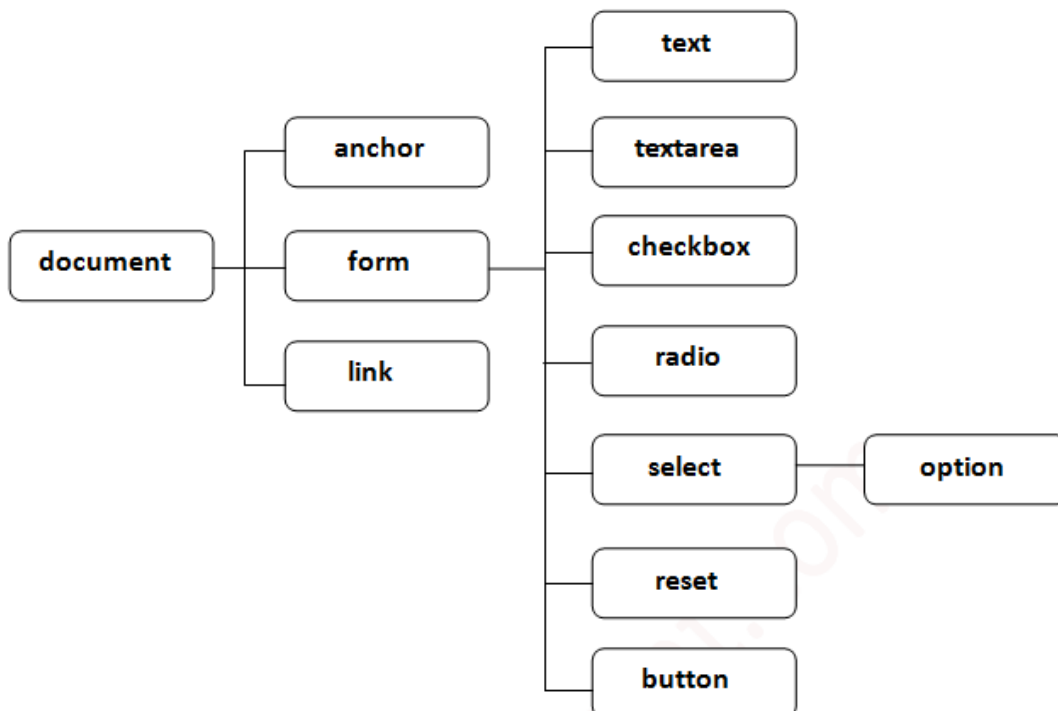 document
anchor
form
link
text
textarea
checkbox
radio
select
option
reset
button